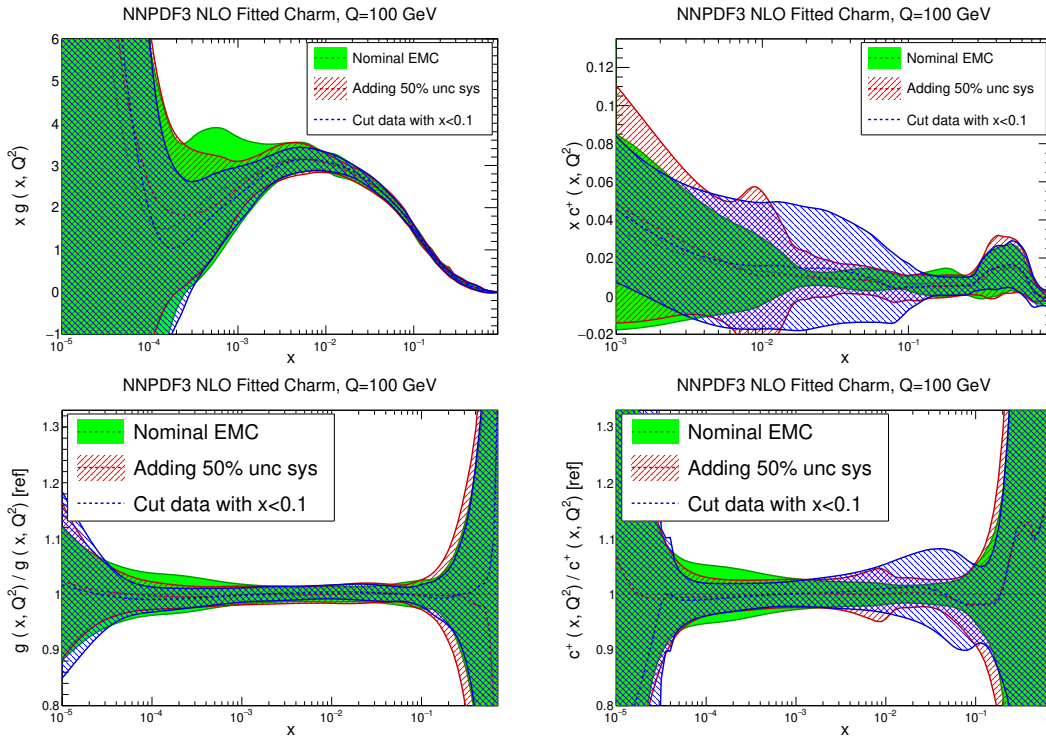 NNPDF3 NLO Fitted Charm, Q=100 GeV
Nominal EMC
Adding 50% unc sys
Cut data with x<0.1
x g ( x, Q²)
6
5
4
3
2
1
0
−1
10⁻⁵
10⁻⁴
10⁻³
10⁻²
10⁻¹
x
NNPDF3 NLO Fitted Charm, Q=100 GeV
Nominal EMC
Adding 50% unc sys
Cut data with x<0.1
x c⁺ ( x, Q²)
0.12
0.1
0.08
0.06
0.04
0.02
0
−0.02
10⁻³
10⁻²
10⁻¹
x
NNPDF3 NLO Fitted Charm, Q=100 GeV
Nominal EMC
Adding 50% unc sys
Cut data with x<0.1
g ( x, Q²) / g ( x, Q²) [ref]
1.3
1.2
1.1
1
0.9
0.8
10⁻⁵
10⁻⁴
10⁻³
10⁻²
10⁻¹
x
NNPDF3 NLO Fitted Charm, Q=100 GeV
Nominal EMC
Adding 50% unc sys
Cut data with x<0.1
c⁺ ( x, Q²) / c⁺ ( x, Q²) [ref]
1.3
1.2
1.1
1
0.9
0.8
10⁻⁵
10⁻⁴
10⁻³
10⁻²
10⁻¹
x